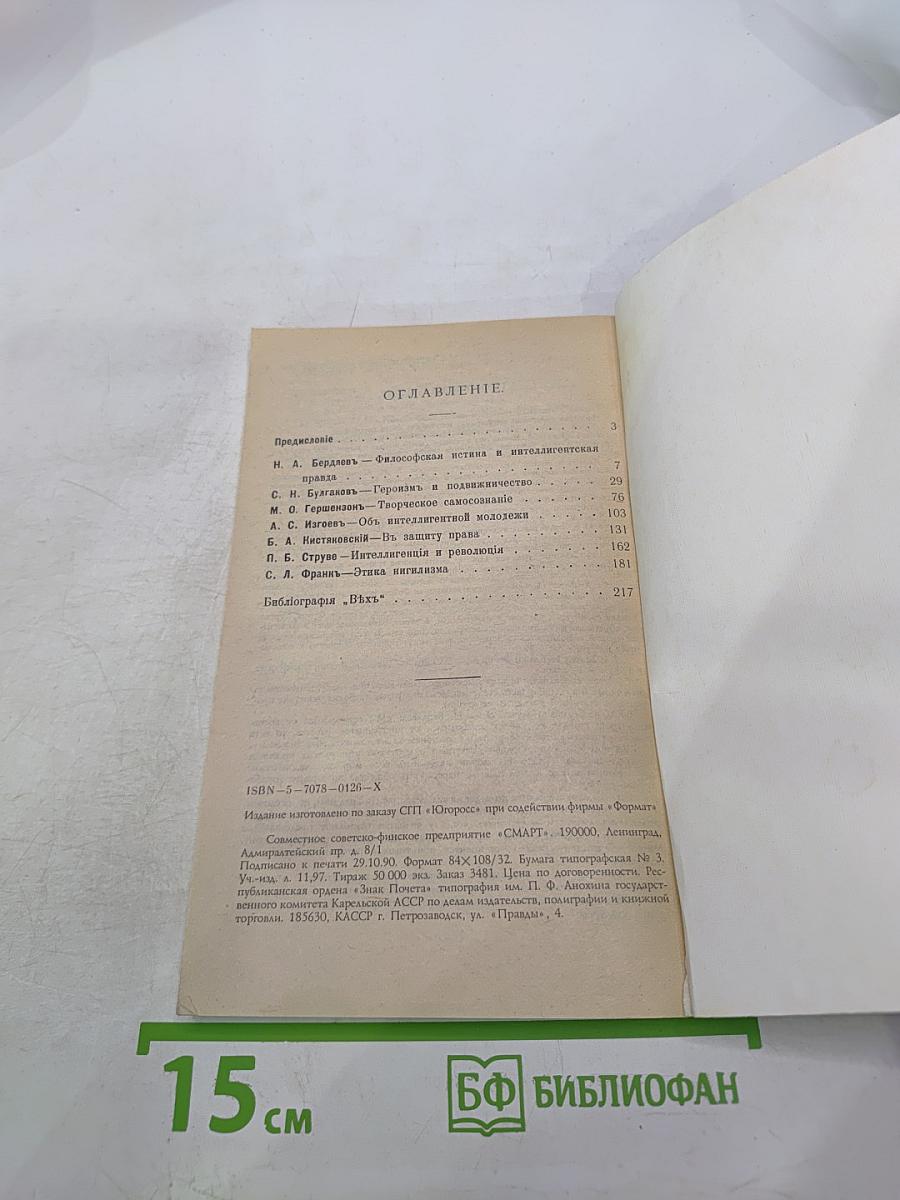 ОГЛАВЛЕНІЕ.
Предисловіе . . . . . . . . . . . . . . . . . . . . 3
Н. А. Бердяевъ — Философская истина и интеллигентская
правда . . . . . . . . . . . . . . . . . . . . 7
С. Н. Булгаковъ—Героизмъ и подвижничество . . . . . 29
М. О. Гершензонъ—Творческое самосознаніе . . . . . . 76
А. С. Изгоевъ—Объ интеллигентной молодежи . . . . . 103
Б. А. Кистяковскій—Въ защиту права . . . . . . . . . 131
П. Б. Струве—Интеллигенція и революція . . . . . . . 162
С. Л. Франкъ—Этика нигилизма . . . . . . . . . . . 181
Библіографія „Вѣхъ“ . . . . . . . . . . . . . . . . 217
ISBN—5—7078—0126—X
Издание изготовлено по заказу СГП «Югоросс» при содействии фирмы «Формат»
Совместное советско-финское предприятие «СМАРТ». 190000, Ленинград,
Адмиралтейский пр. д. 8/1
Подписано к печати 29.10.90. Формат 84×108/32. Бумага типографская № 3.
Уч.-изд. л. 11,97. Тираж 50 000 экз. Заказ 3481. Цена по договоренности. Рес-
публиканская ордена «Знак Почета» типография им. П. Ф. Анохина государст-
венного комитета Карельской АССР по делам издательств, полиграфии и книжной
торговли. 185630, КАССР г. Петрозаводск, ул. «Правды», 4.
15 см
БФ БИБЛИОФАН